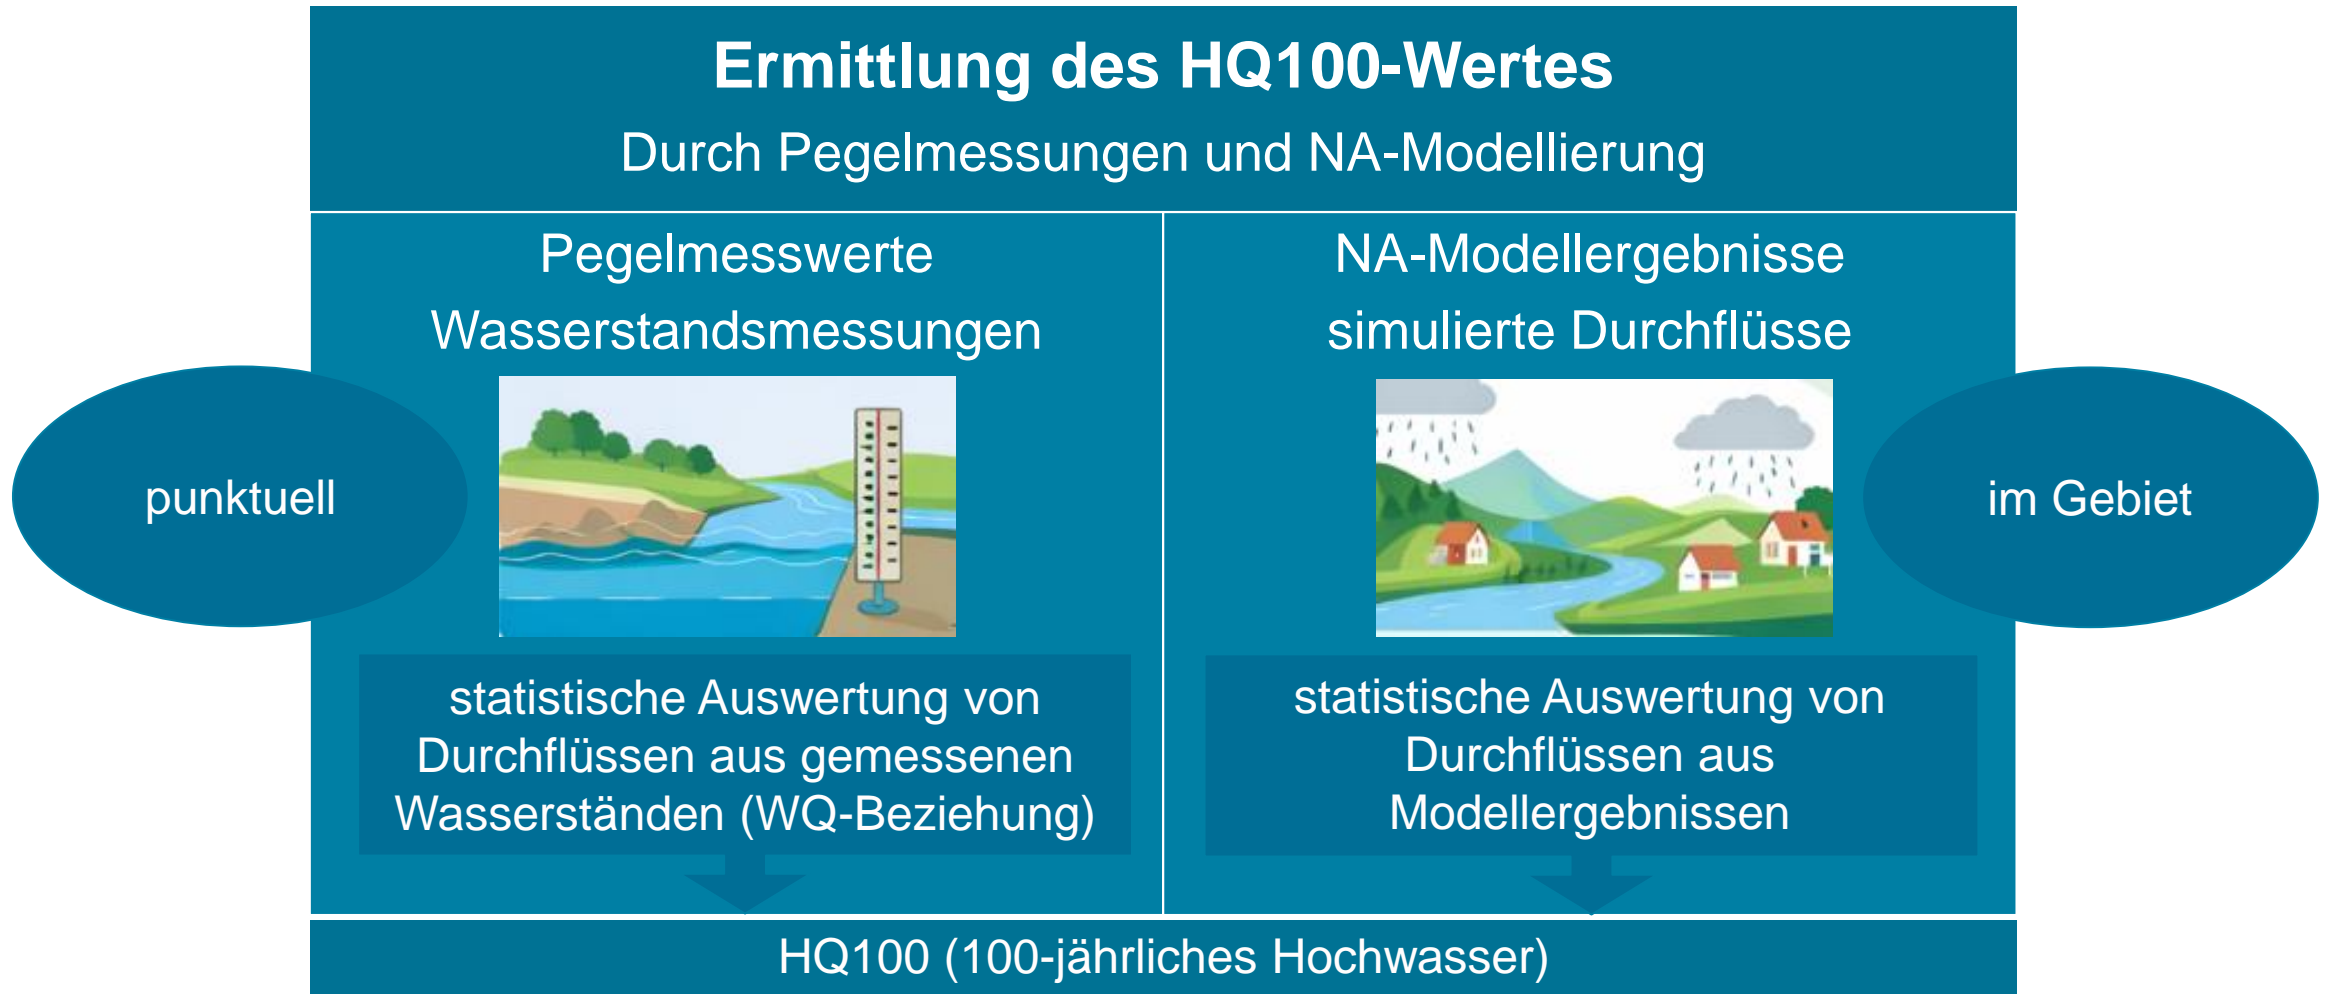 Ermittlung des HQ100-Wertes
Durch Pegelmessungen und NA-Modellierung
Pegelmesswerte
Wasserstandsmessungen
punktuell
statistische Auswertung von
Durchflüssen aus gemessenen
Wasserständen (WQ-Beziehung)
NA-Modellergebnisse
simulierte Durchflüsse
im Gebiet
statistische Auswertung von
Durchflüssen aus
Modellergebnissen
HQ100 (100-jährliches Hochwasser)